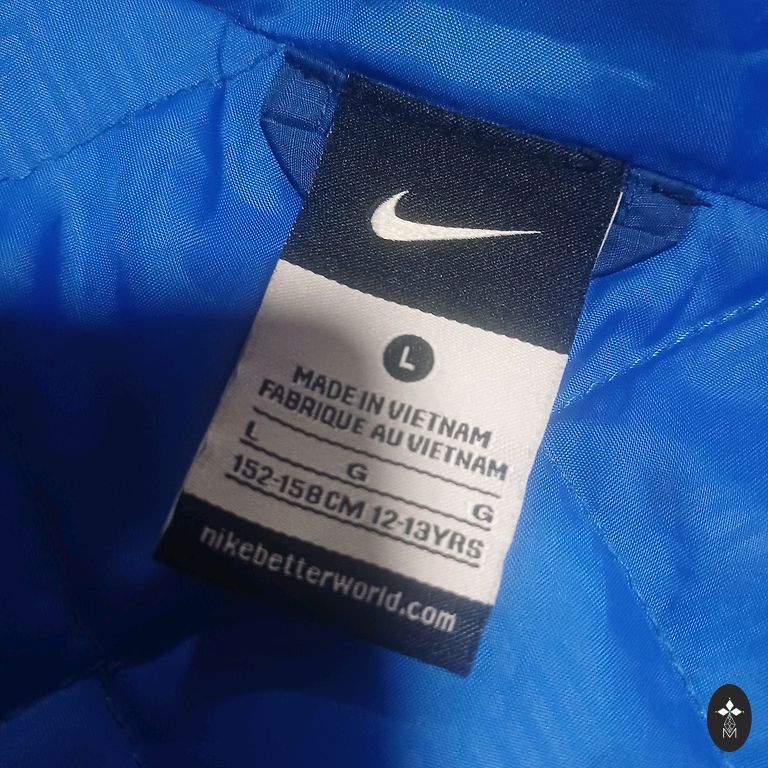 L
MADE IN VIETNAM
FABRIQUE AU VIETNAM
L G G
152-158CM 12-13YRS
nikebetterworld.com
M